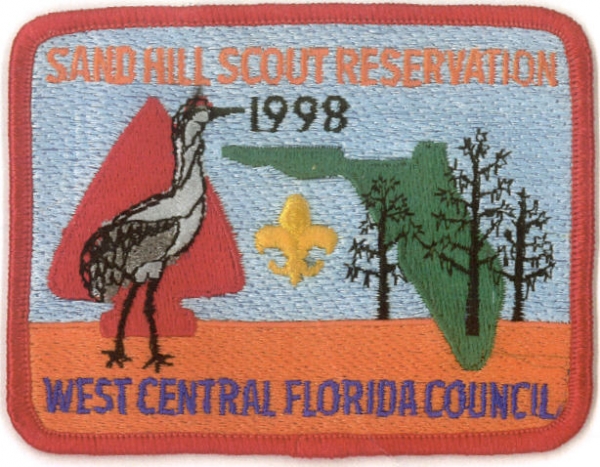 SAND HILL SCOUT RESERVATION
1998
WEST CENTRAL FLORIDA COUNCIL